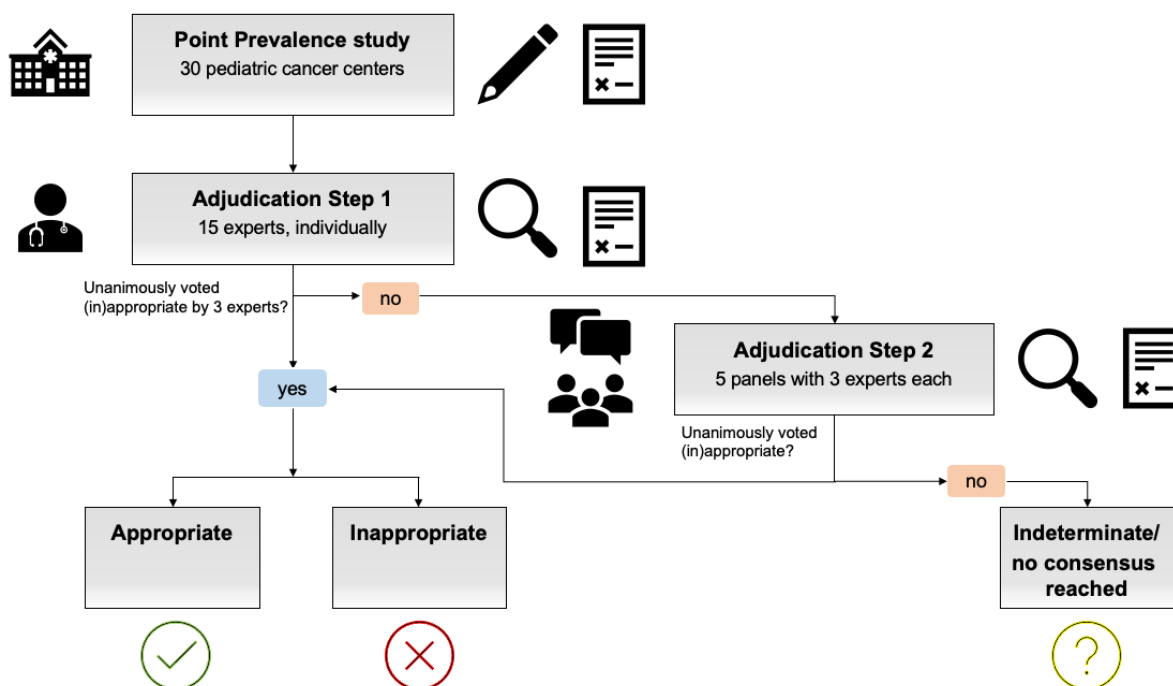 Point Prevalence study
30 pediatric cancer centers
Adjudication Step 1
15 experts, individually
Unanimously voted
(in)appropriate by 3 experts?
no
Adjudication Step 2
5 panels with 3 experts each
yes
Unanimously voted
(in)appropriate?
no
Appropriate
Inappropriate
Indeterminate/
no consensus
reached